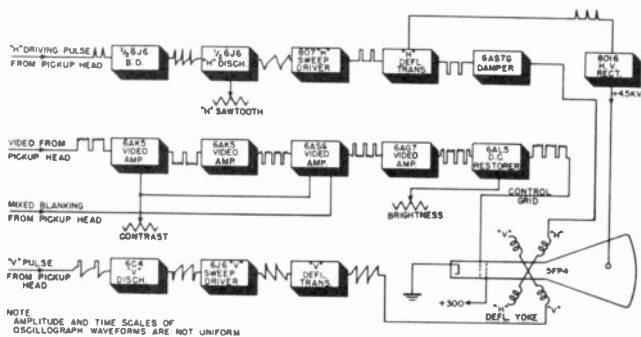 "H" DRIVING PULSE
FROM PICKUP HEAD
½ 6J6
B.D.
½ 6J6
"H" DISCH.
"H" SAWTOOTH
807 "H"
SWEEP
DRIVER
"H"
DEFL
TRANS.
6AS7G
DAMPER
8016
H. V.
RECT.
+4.5KV
VIDEO FROM
PICKUP HEAD
6AK5
VIDEO
AMP.
6AK5
VIDEO
AMP.
6AS6
VIDEO
AMP.
6AG7
VIDEO
AMP.
6AL5
D.C.
RESTORER
CONTROL
GRID
MIXED BLANKING
FROM PICKUP HEAD
CONTRAST
BRIGHTNESS
"V" PULSE
FROM PICKUP
HEAD
6C4
"V"
DISCH.
6J6 "V"
SWEEP
DRIVER
"V"
DEFL
TRANS.
"V"
"H"
5FP4
+300
"H"
"V"
DEFL YOKE
NOTE:
AMPLITUDE AND TIME SCALES OF
OSCILLOGRAPH WAVEFORMS ARE NOT UNIFORM